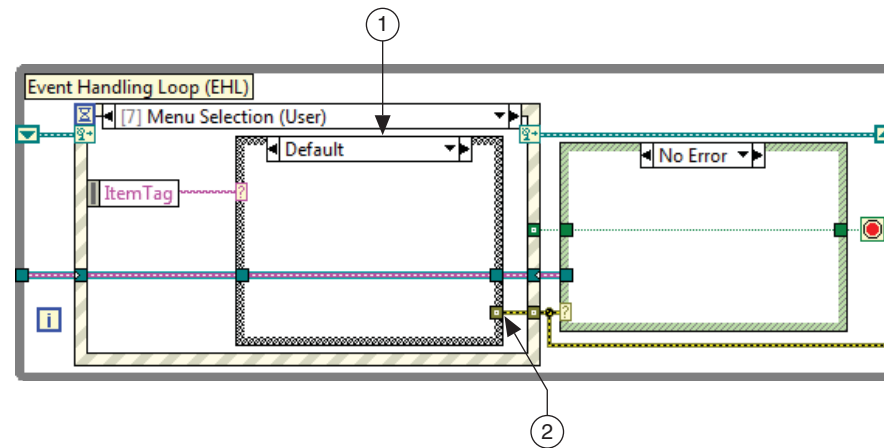 1
Event Handling Loop (EHL)
[7] Menu Selection (User)
Default
No Error
ItemTag
?
i
?
2